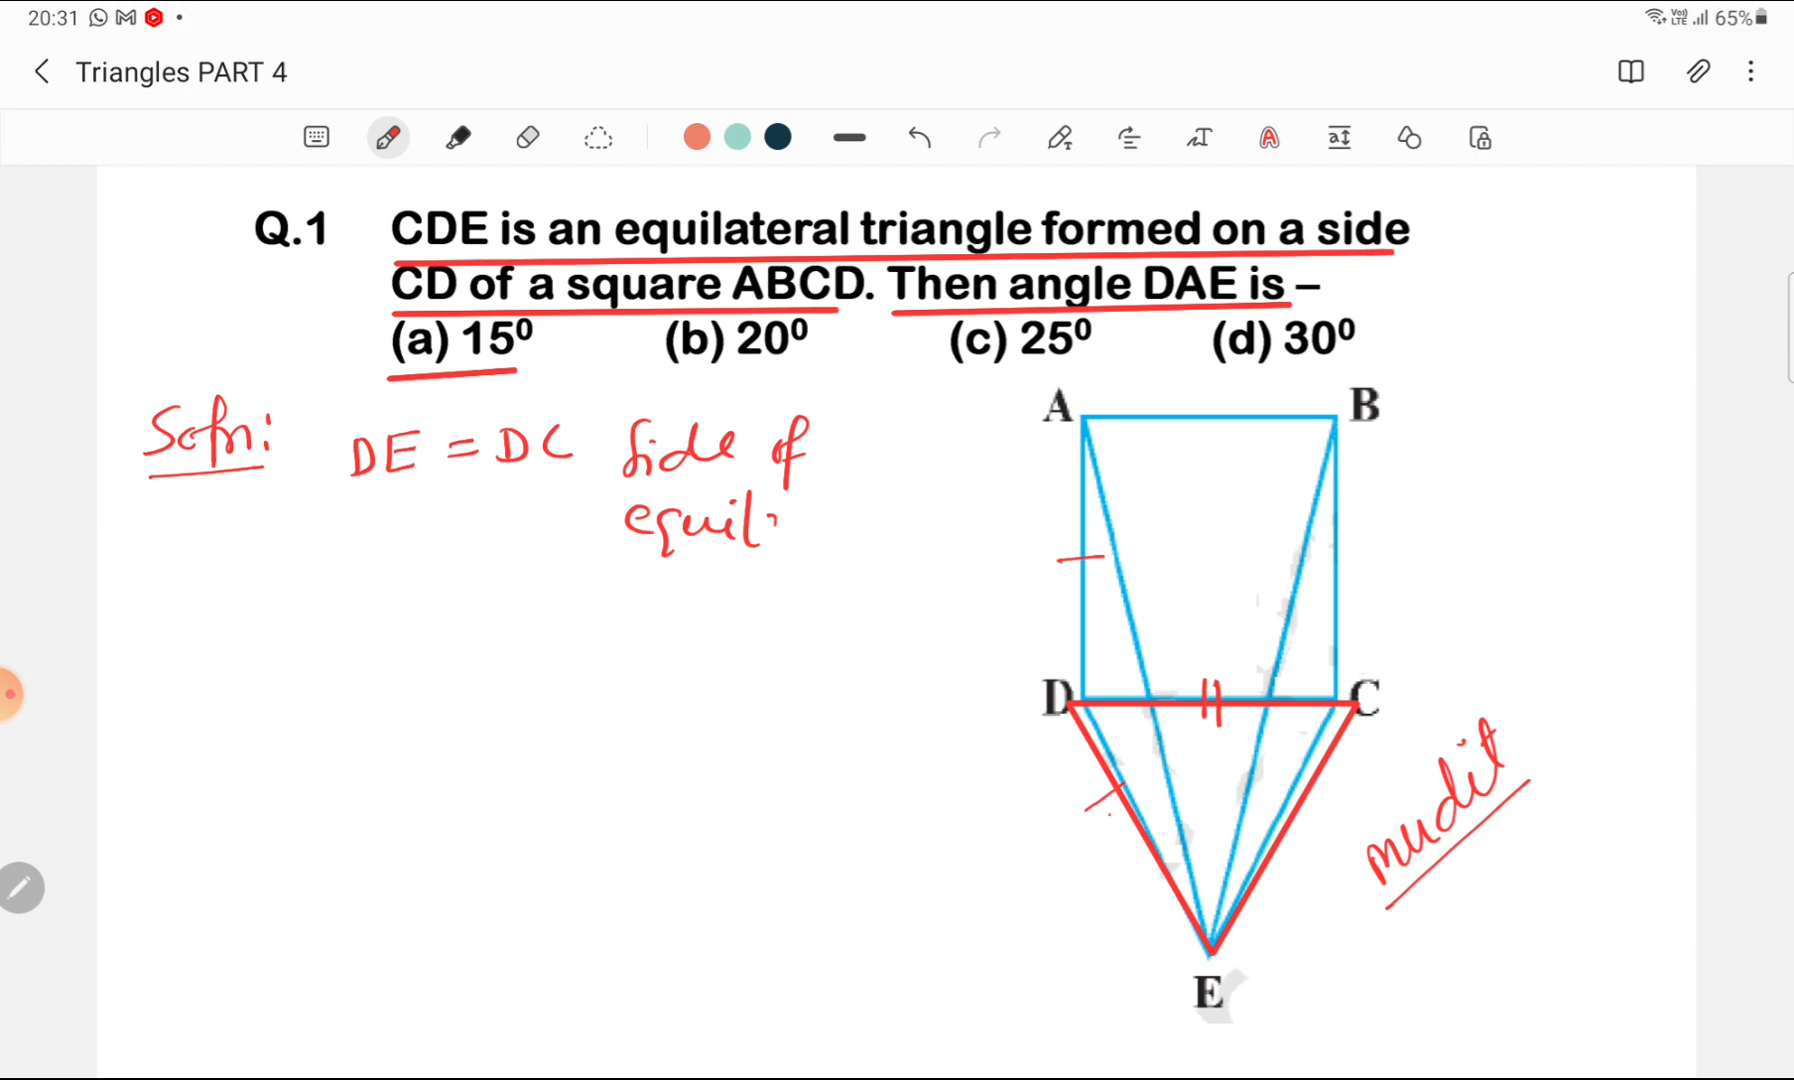 20:31
65%
Triangles PART 4
Q.1 CDE is an equilateral triangle formed on a side
CD of a square ABCD. Then angle DAE is –
(a) 15⁰ (b) 20⁰ (c) 25⁰ (d) 30⁰
Soln: DE = DC Side of
equil.
A B
D C
mudit
E